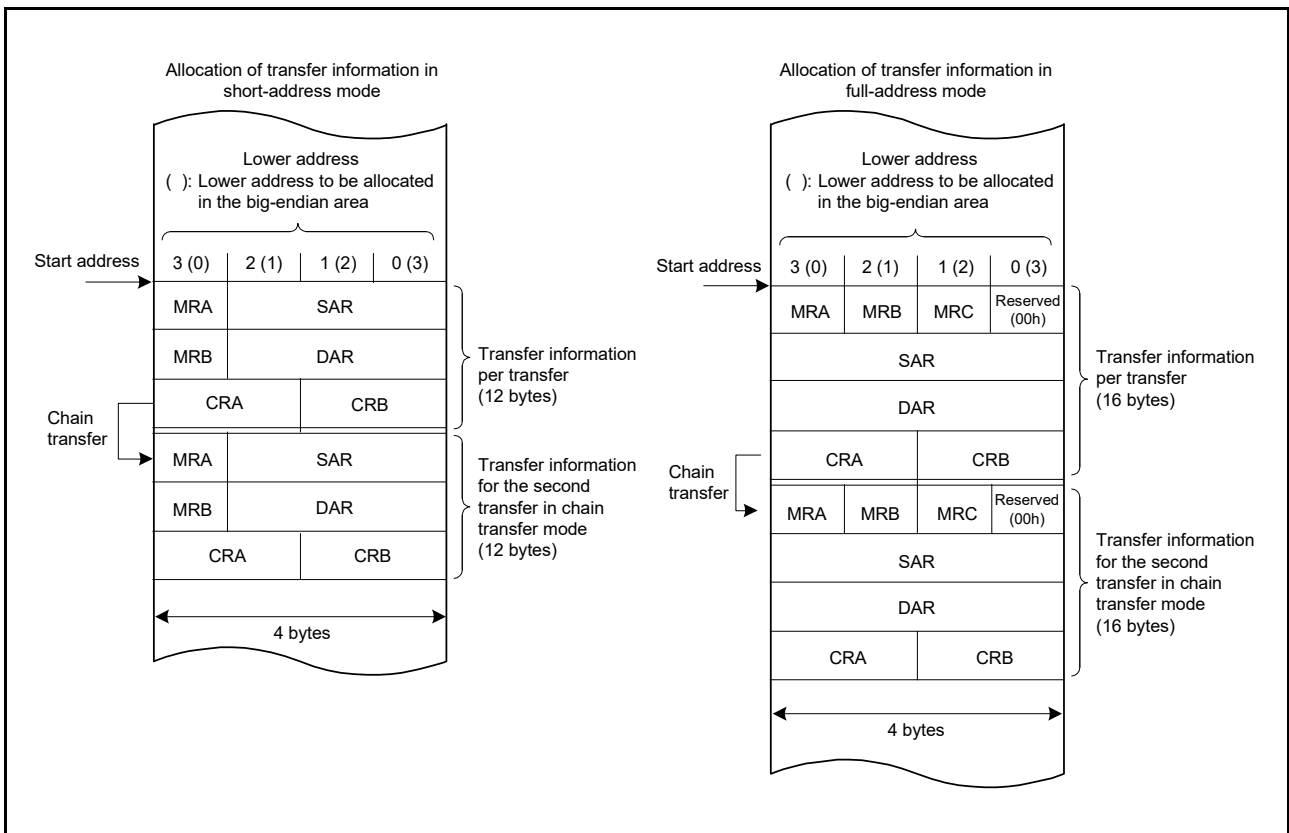 Allocation of transfer information in
short-address mode
Lower address
( ): Lower address to be allocated
in the big-endian area
Start address
3 (0) 2 (1) 1 (2) 0 (3)
MRA SAR
MRB DAR
CRA CRB
Transfer information
per transfer
(12 bytes)
Chain
transfer
MRA SAR
MRB DAR
CRA CRB
Transfer information
for the second
transfer in chain
transfer mode
(12 bytes)
4 bytes
Allocation of transfer information in
full-address mode
Lower address
( ): Lower address to be allocated
in the big-endian area
Start address
3 (0) 2 (1) 1 (2) 0 (3)
MRA MRB MRC Reserved
(00h)
SAR
DAR
CRA CRB
Transfer information
per transfer
(16 bytes)
Chain
transfer
MRA MRB MRC Reserved
(00h)
SAR
DAR
CRA CRB
Transfer information
for the second
transfer in chain
transfer mode
(16 bytes)
4 bytes